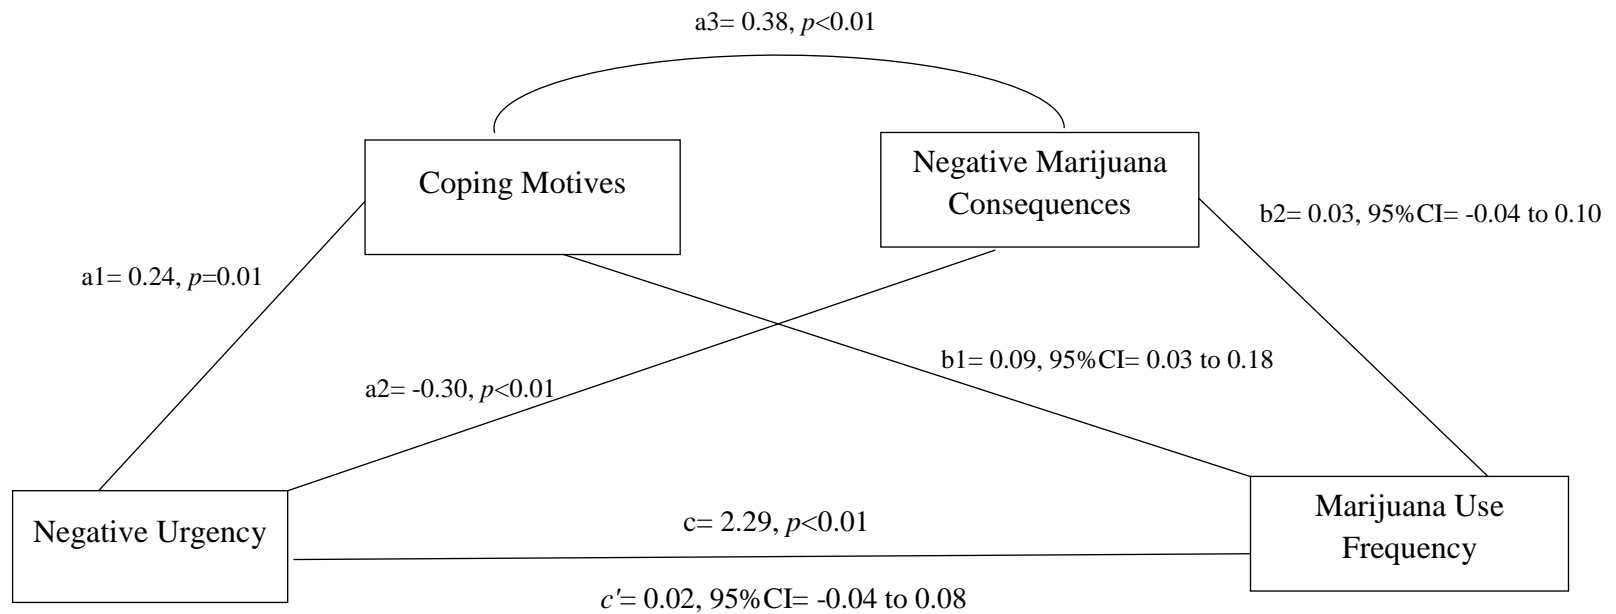 a3= 0.38, p<0.01
Coping Motives
Negative Marijuana
Consequences
b2= 0.03, 95%CI= -0.04 to 0.10
a1= 0.24, p=0.01
b1= 0.09, 95%CI= 0.03 to 0.18
a2= -0.30, p<0.01
Negative Urgency
c= 2.29, p<0.01
Marijuana Use
Frequency
c'= 0.02, 95%CI= -0.04 to 0.08